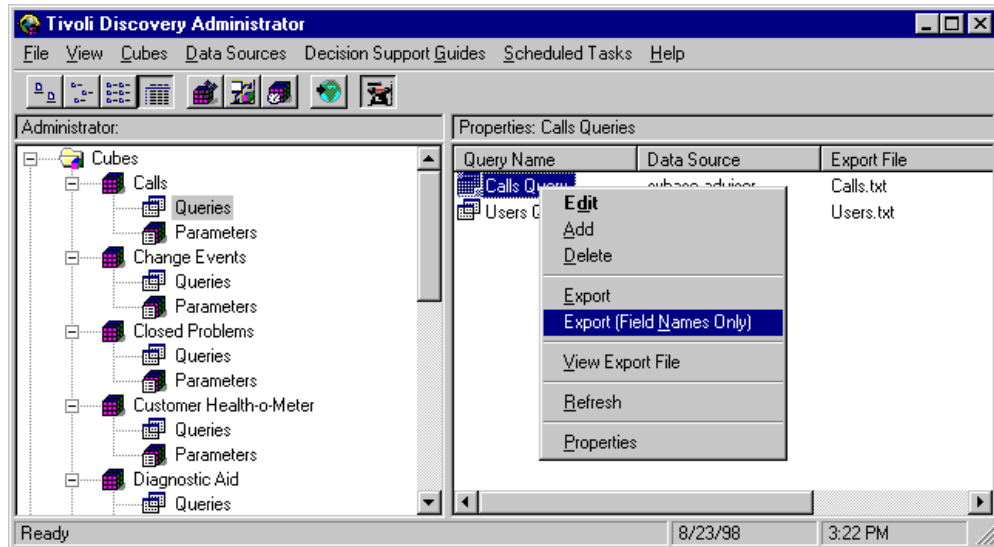 Tivoli Discovery Administrator
File View Cubes Data Sources Decision Support Guides Scheduled Tasks Help
Administrator:
Properties: Calls Queries
Cubes
Calls
Queries
Parameters
Change Events
Queries
Parameters
Closed Problems
Queries
Parameters
Customer Health-o-Meter
Queries
Parameters
Diagnostic Aid
Queries
Query Name Data Source Export File
Calls Query Calls.txt
Users Users.txt
Edit
Add
Delete
Export
Export (Field Names Only)
View Export File
Refresh
Properties
Ready 8/23/98 3:22 PM